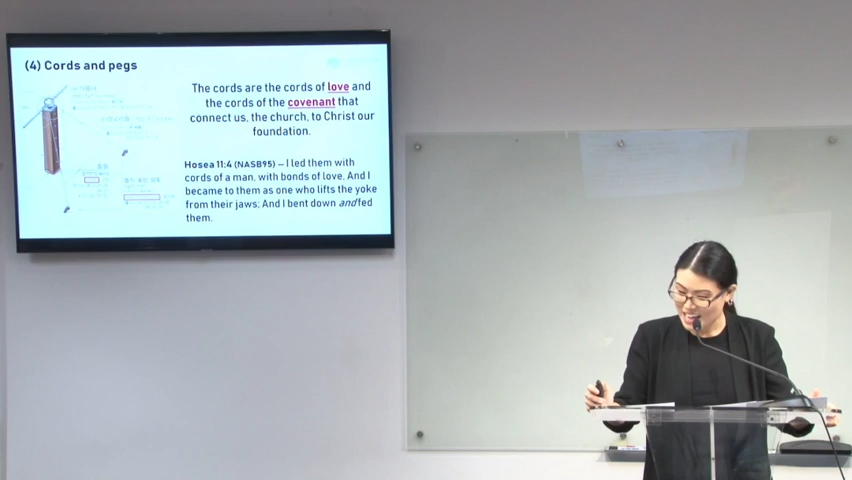 (4) Cords and pegs
The cords are the cords of love and
the cords of the covenant that
connect us, the church, to Christ our
foundation.
Hosea 11:4 (NASB95) – I led them with
cords of a man, with bonds of love, And I
became to them as one who lifts the yoke
from their jaws; And I bent down and fed
them.